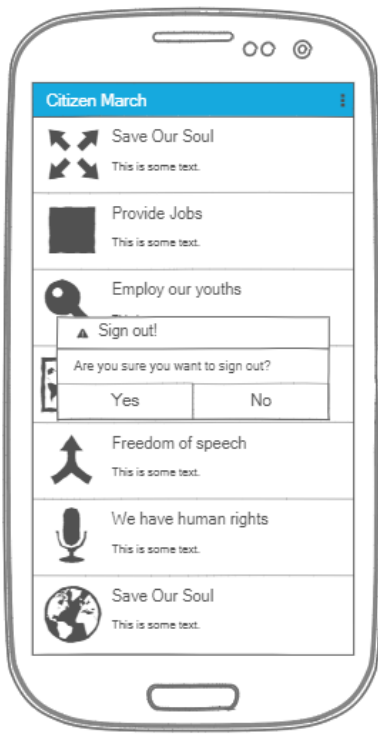 Citizen March
Save Our Soul
This is some text.
Provide Jobs
This is some text.
Employ our youths
Sign out!
Are you sure you want to sign out?
Yes
No
Freedom of speech
This is some text.
We have human rights
This is some text.
Save Our Soul
This is some text.